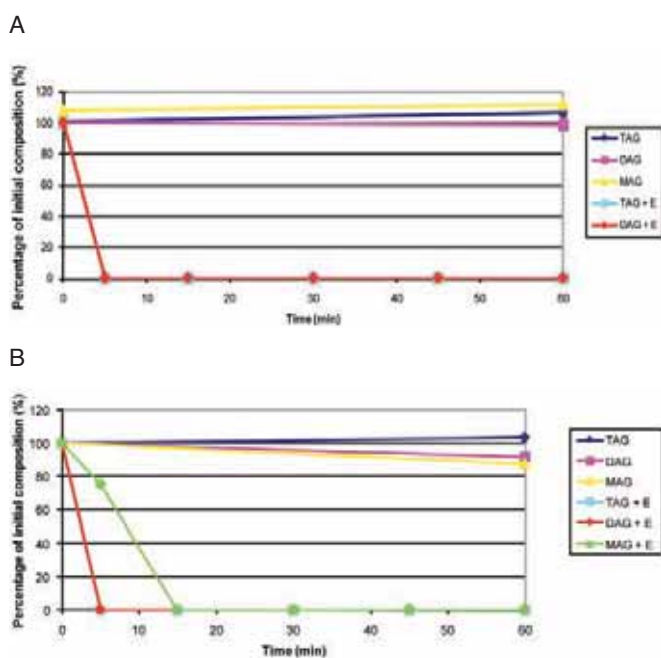 A
Percentage of initial composition (%)
120
100
80
60
40
20
0
0 10 20 30 40 50 60
Time (min)
TAG
DAG
MAG
TAG + E
DAG + E
B
Percentage of initial composition (%)
120
100
80
60
40
20
0
0 10 20 30 40 50 60
Time (min)
TAG
DAG
MAG
TAG + E
DAG + E
MAG + E